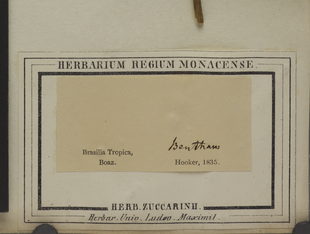 HERBARIUM REGIUM MONACENSE.
Bentham
Brasilia Tropica,
Boaz.
Hooker, 1835.
HERB. ZUCCARINII.
Herbar. Univ. Ludov. Maximil.